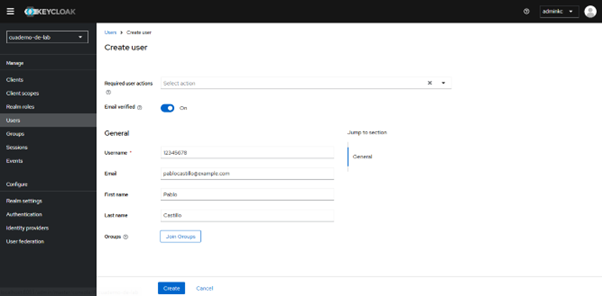 KEYCLOAK
adminkc
cuaderno-de-lab
Users > Create user
Create user
Manage
Clients
Client scopes
Realm roles
Users
Groups
Sessions
Events
Configure
Realm settings
Authentication
Identity providers
User federation
Required user actions
Select action
Email verified
On
General
Jump to section
General
Username *
12345678
Email
pablocastillo@example.com
First name
Pablo
Last name
Castillo
Groups
Join Groups
Create
Cancel